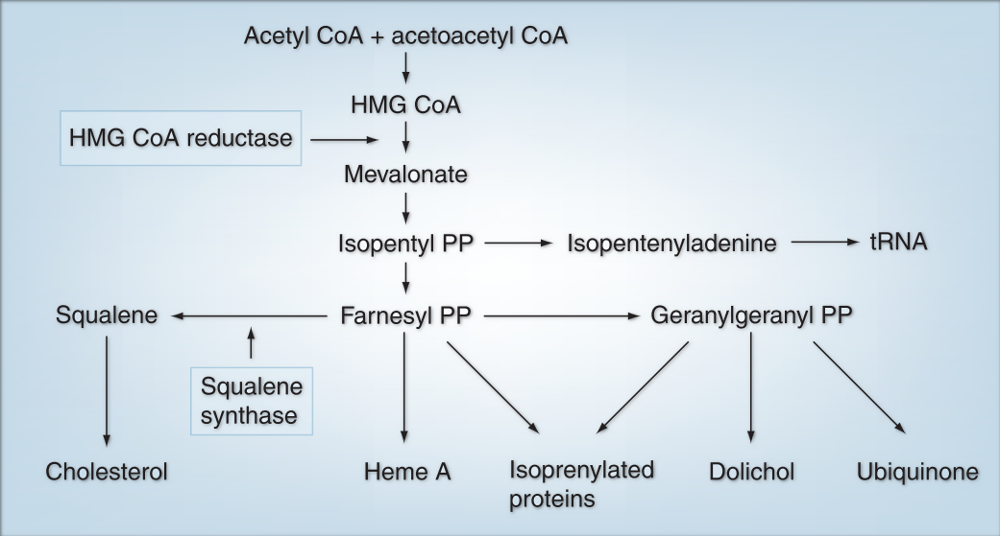 Acetyl CoA + acetoacetyl CoA
HMG CoA
HMG CoA reductase
Mevalonate
Isopentyl PP
Isopentenyladenine
tRNA
Squalene
Farnesyl PP
Geranylgeranyl PP
Squalene
synthase
Cholesterol
Heme A
Isoprenylated
proteins
Dolichol
Ubiquinone